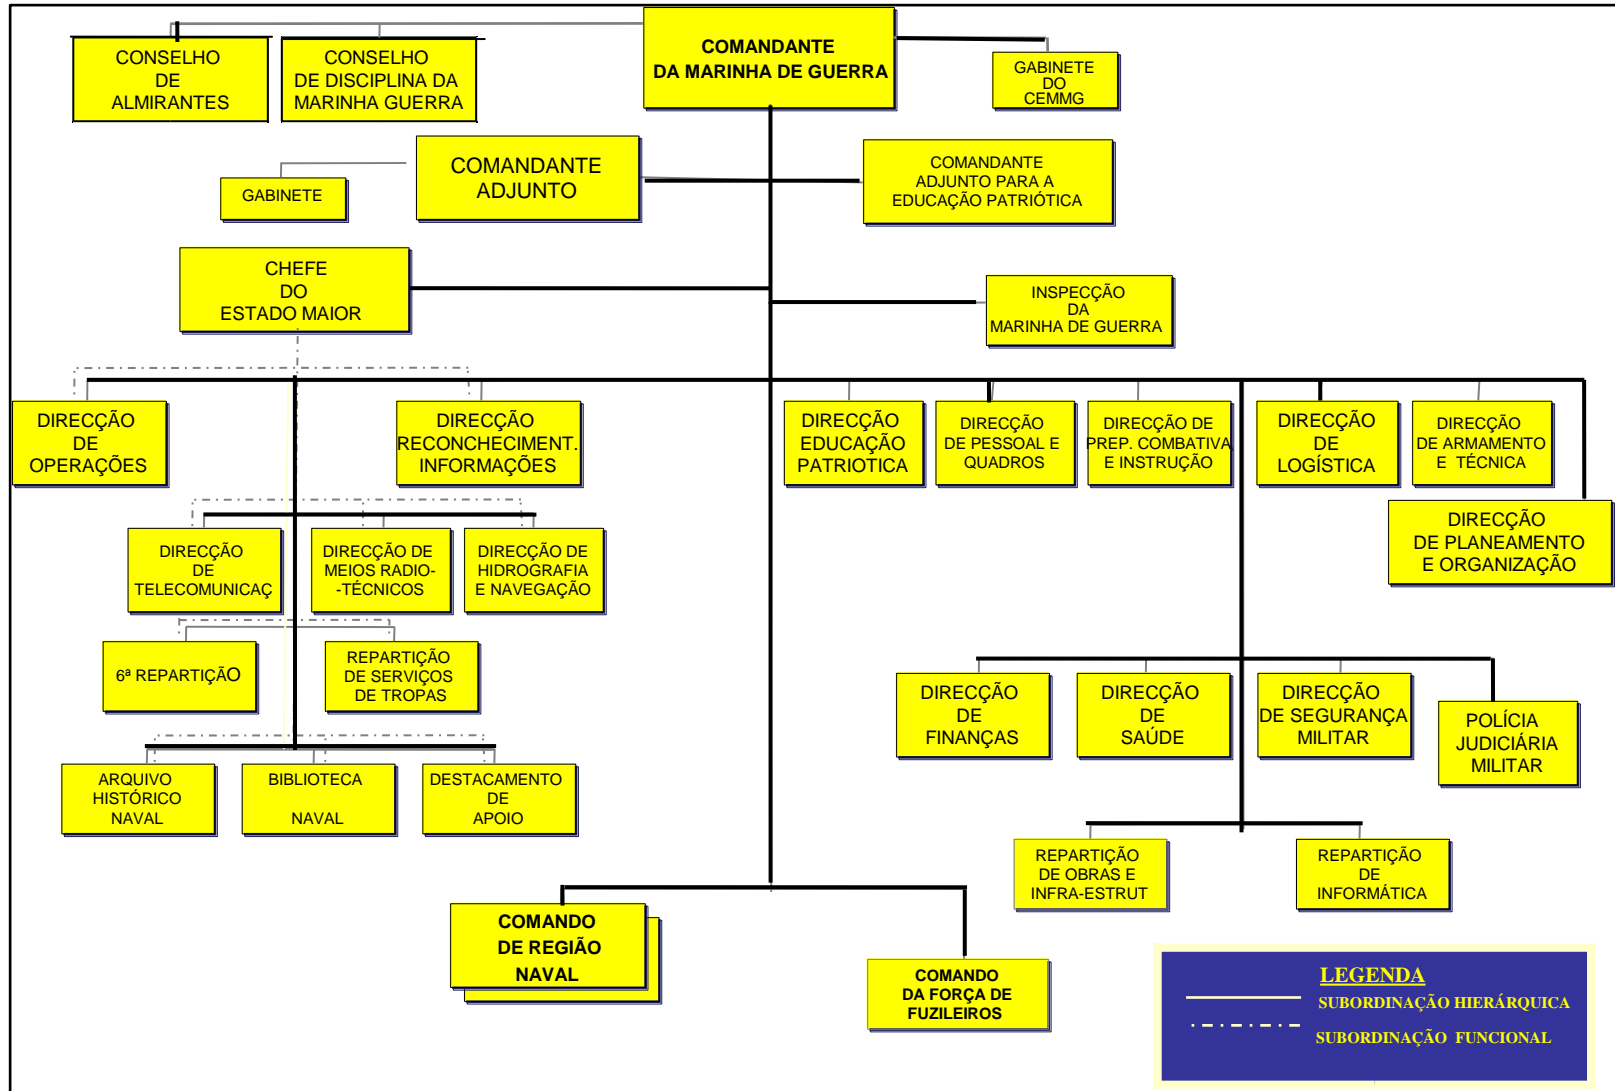 CONSELHO
DE
ALMIRANTES
CONSELHO
DE DISCIPLINA DA
MARINHA GUERRA
COMANDANTE
DA MARINHA DE GUERRA
GABINETE
DO
CEMMG
GABINETE
COMANDANTE
ADJUNTO
COMANDANTE
ADJUNTO PARA A
EDUCAÇÃO PATRIÓTICA
CHEFE
DO
ESTADO MAIOR
INSPECÇÃO
DA
MARINHA DE GUERRA
DIRECÇÃO
DE
OPERAÇÕES
DIRECÇÃO
RECONCHECIMENT.
INFORMAÇÕES
DIRECÇÃO
EDUCAÇÃO
PATRIOTICA
DIRECÇÃO
DE PESSOAL E
QUADROS
DIRECÇÃO DE
PREP. COMBATIVA
E INSTRUÇÃO
DIRECÇÃO
DE
LOGÍSTICA
DIRECÇÃO
DE ARMAMENTO
E TÉCNICA
DIRECÇÃO
DE PLANEAMENTO
E ORGANIZAÇÃO
DIRECÇÃO
DE
TELECOMUNICAÇ
DIRECÇÃO DE
MEIOS RADIO-
-TÉCNICOS
DIRECÇÃO DE
HIDROGRAFIA
E NAVEGAÇÃO
6ª REPARTIÇÃO
REPARTIÇÃO
DE SERVIÇOS
DE TROPAS
DIRECÇÃO
DE
FINANÇAS
DIRECÇÃO
DE
SAÚDE
DIRECÇÃO
DE SEGURANÇA
MILITAR
POLÍCIA
JUDICIÁRIA
MILITAR
ARQUIVO
HISTÓRICO
NAVAL
BIBLIOTECA
NAVAL
DESTACAMENTO
DE
APOIO
REPARTIÇÃO
DE OBRAS E
INFRA-ESTRUT
REPARTIÇÃO
DE
INFORMÁTICA
COMANDO
DE REGIÃO
NAVAL
COMANDO
DA FORÇA DE
FUZILEIROS
LEGENDA
SUBORDINAÇÃO HIERÁRQUICA
SUBORDINAÇÃO FUNCIONAL